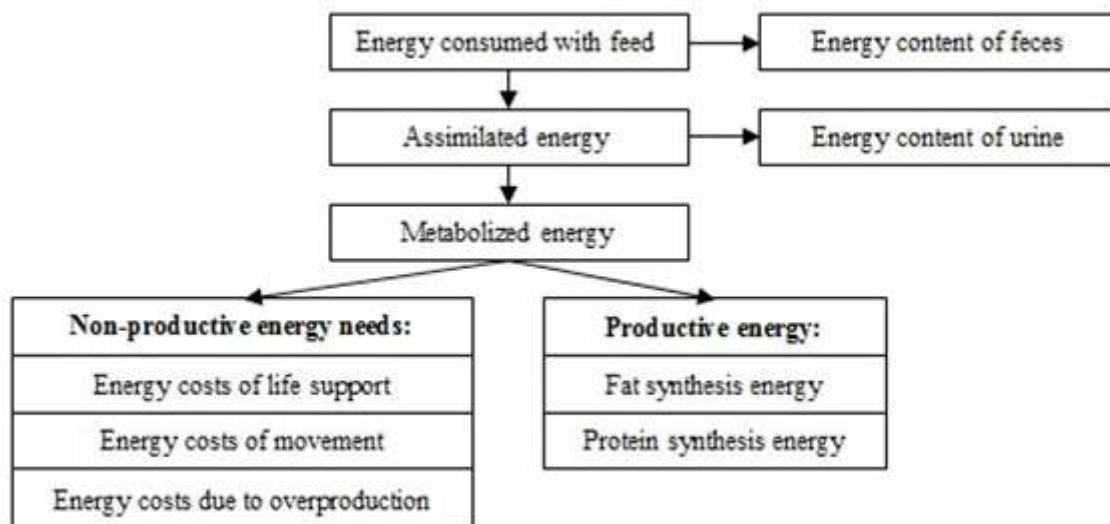 Energy consumed with feed
Energy content of feces
Assimilated energy
Energy content of urine
Metabolized energy
Non-productive energy needs:
Energy costs of life support
Energy costs of movement
Energy costs due to overproduction
Productive energy:
Fat synthesis energy
Protein synthesis energy